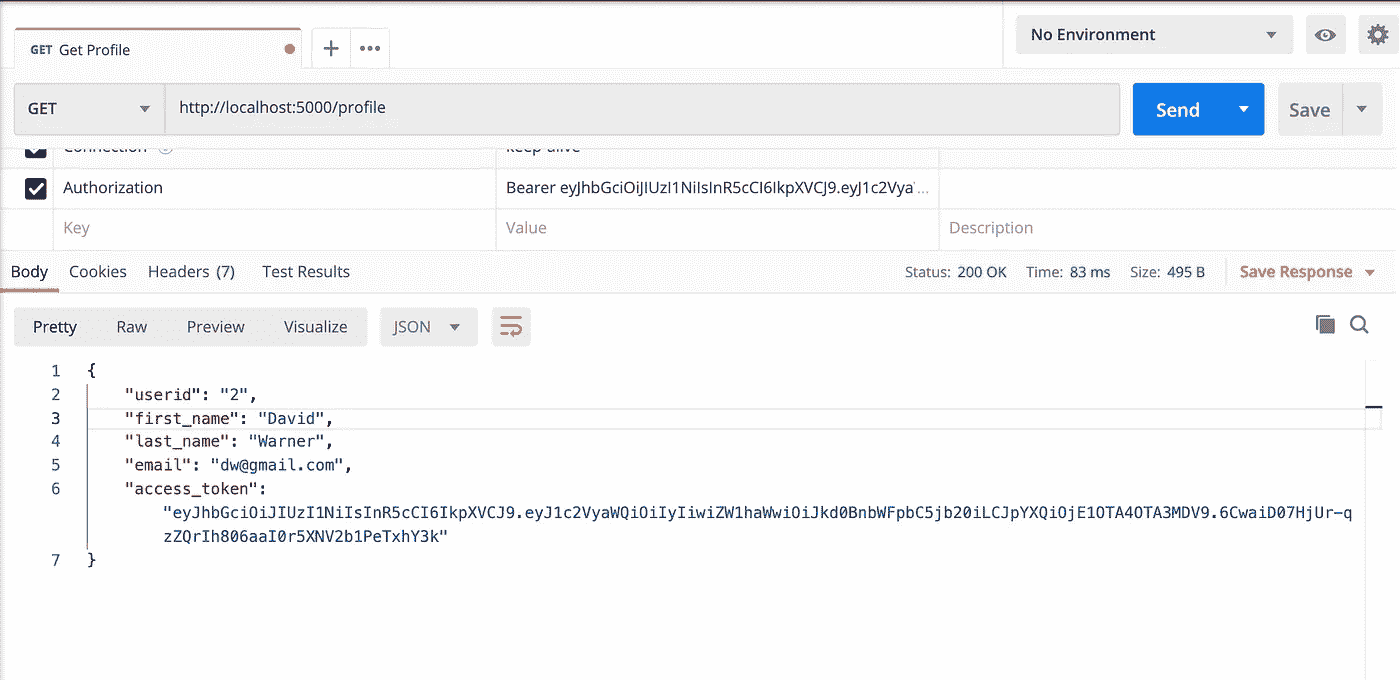 GET Get Profile
No Environment
GET http://localhost:5000/profile Send Save
Connection keep-alive
Authorization Bearer eyJhbGciOiJIUzI1NiIsInR5cCI6IkpXVCJ9.eyJ1c2Vya...
Key Value Description
Body Cookies Headers (7) Test Results Status: 200 OK Time: 83 ms Size: 495 B Save Response
Pretty Raw Preview Visualize JSON
1 {
2 "userid": "2",
3 "first_name": "David",
4 "last_name": "Warner",
5 "email": "dw@gmail.com",
6 "access_token":
"eyJhbGciOiJIUzI1NiIsInR5cCI6IkpXVCJ9.eyJ1c2VyaWQiOiIyIiwiZW1haWwiOiJkd0BnbWFpbC5jb20iLCJpYXQiOjE1OTA4OTA3MDV9.6CwaiD07HjUr-q
zZQrIh806aaI0r5XNV2b1PeTxhY3k"
7 }